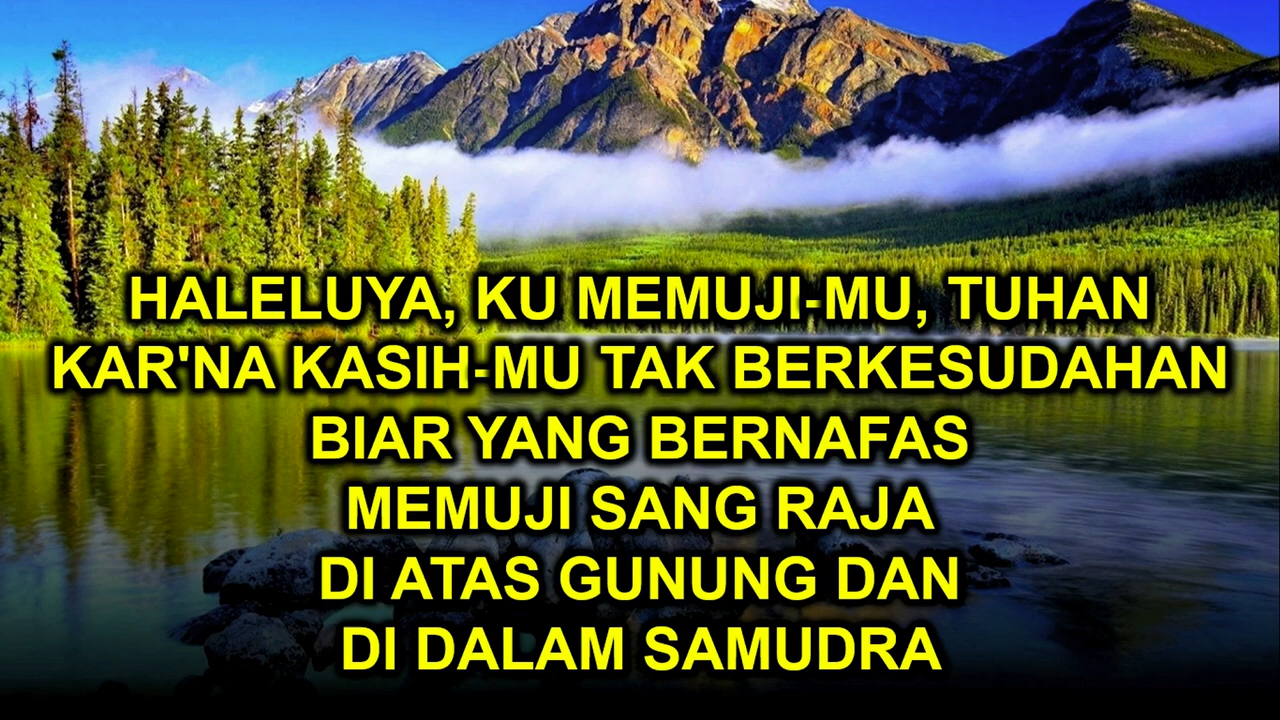 HALELUYA, KU MEMUJI-MU, TUHAN
KAR'NA KASIH-MU TAK BERKESUDAHAN
BIAR YANG BERNAFAS
MEMUJI SANG RAJA
DI ATAS GUNUNG DAN
DI DALAM SAMUDRA